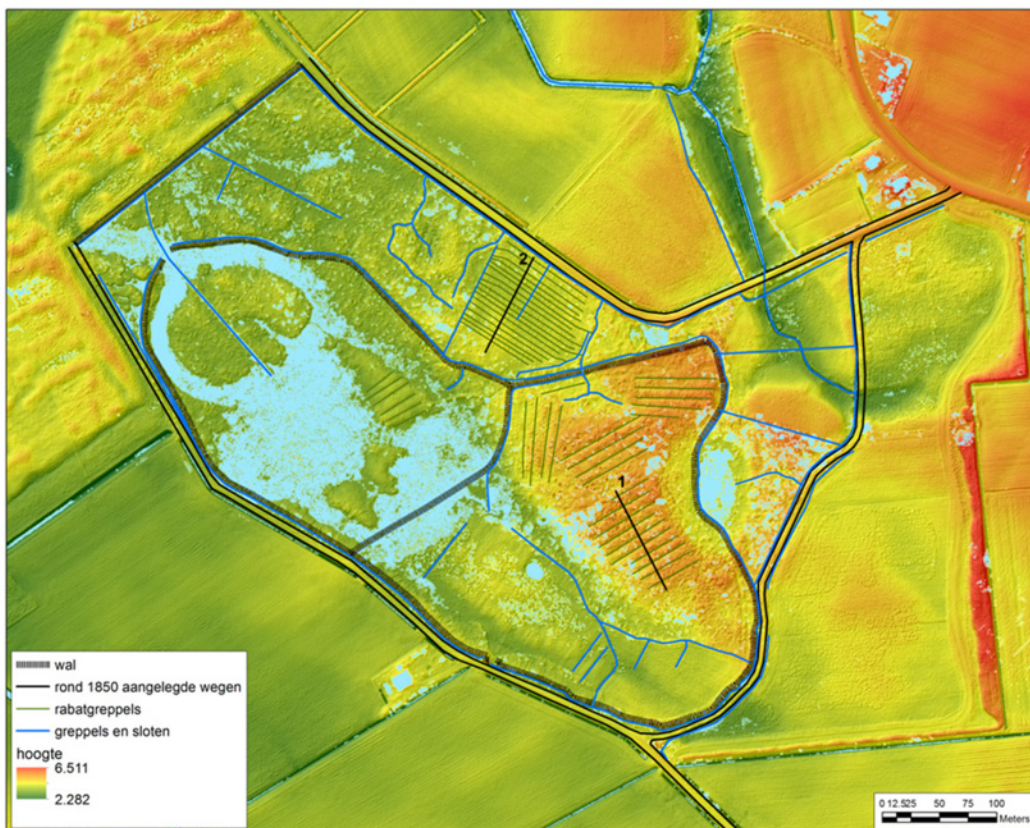 2
1
wal
rond 1850 aangelegde wegen
rabatgreppels
greppels en sloten
hoogte
6.511
2.282
0 12.525 50 75 100
Meters